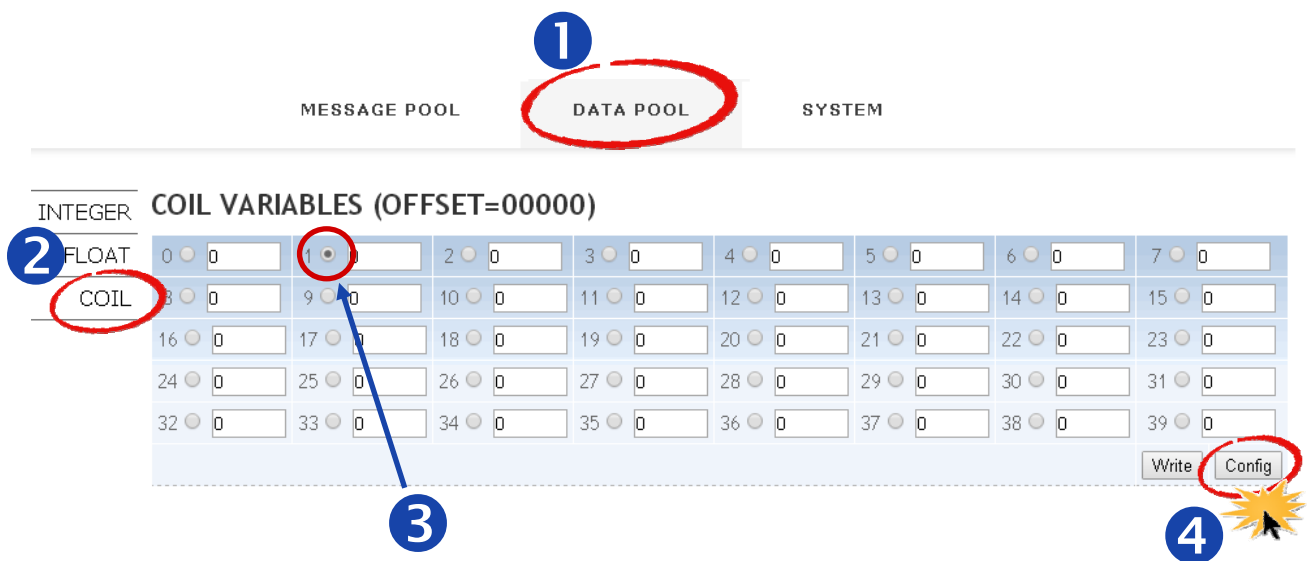 1
MESSAGE POOL DATA POOL SYSTEM
INTEGER COIL VARIABLES (OFFSET=00000)
2 FLOAT 0 0 1 0 2 0 3 0 4 0 5 0 6 0 7 0
COIL 8 0 9 0 10 0 11 0 12 0 13 0 14 0 15 0
16 0 17 0 18 0 19 0 20 0 21 0 22 0 23 0
24 0 25 0 26 0 27 0 28 0 29 0 30 0 31 0
32 0 33 0 34 0 35 0 36 0 37 0 38 0 39 0
Write Config
3 4